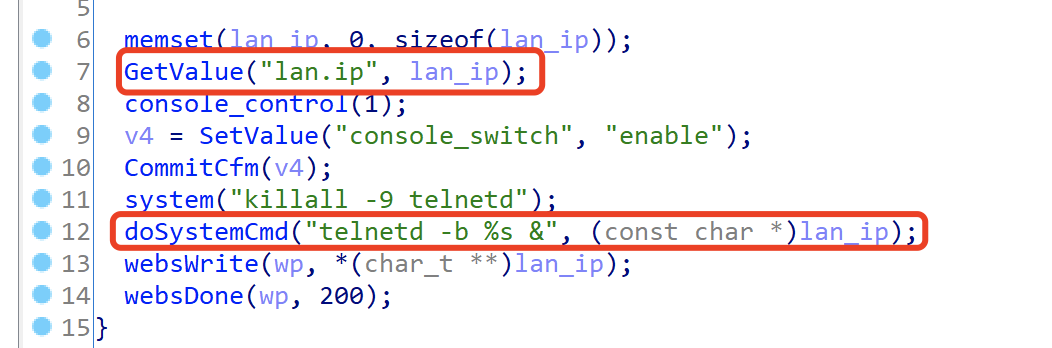 5
6 memset(lan_ip, 0, sizeof(lan_ip));
7 GetValue("lan.ip", lan_ip);
8 console_control(1);
9 v4 = SetValue("console_switch", "enable");
10 CommitCfm(v4);
11 system("killall -9 telnetd");
12 doSystemCmd("telnetd -b %s &", (const char *)lan_ip);
13 websWrite(wp, *(char_t **)lan_ip);
14 websDone(wp, 200);
15 }